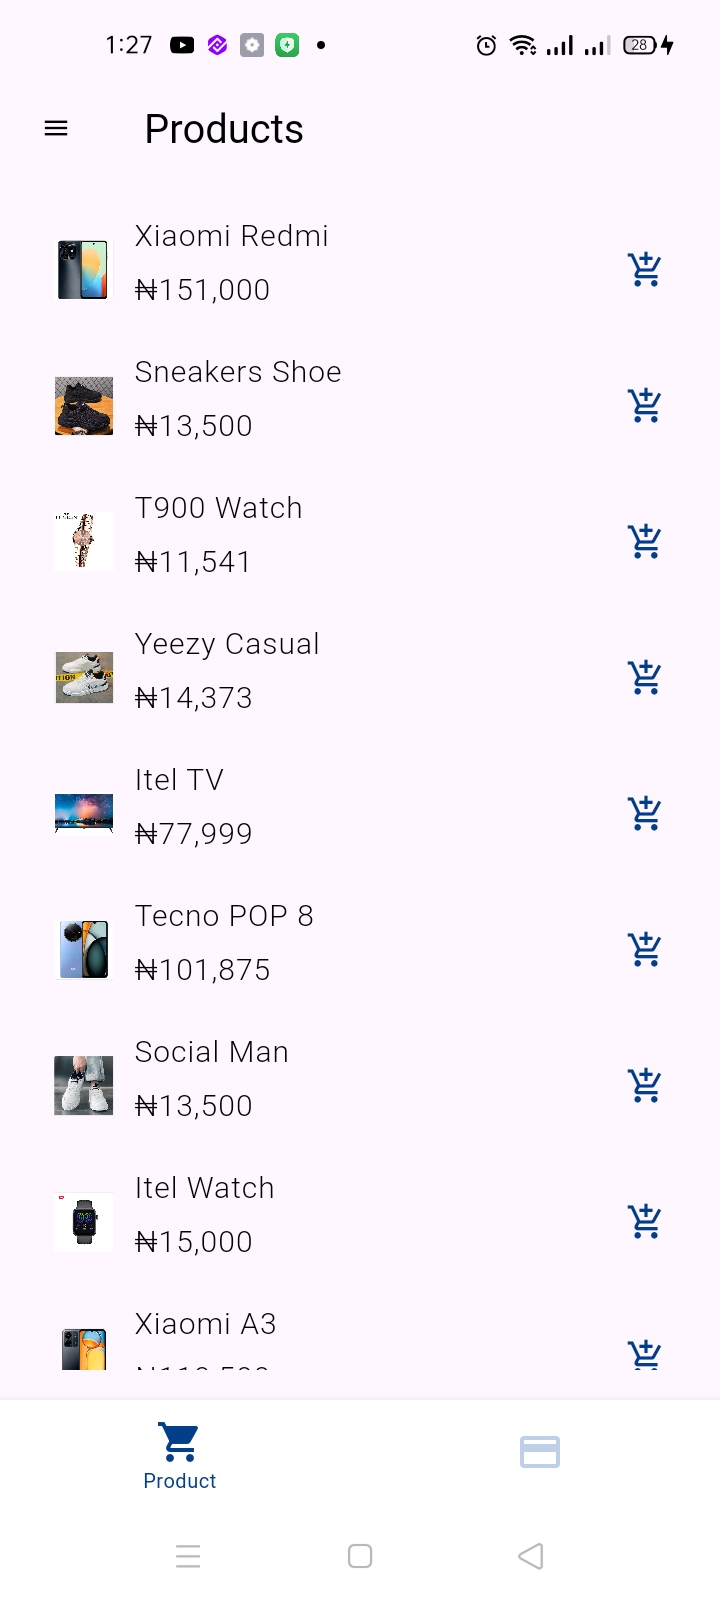 1:27
28
Products
Xiaomi Redmi
₦151,000
Sneakers Shoe
₦13,500
T900 Watch
₦11,541
Yeezy Casual
₦14,373
Itel TV
₦77,999
Tecno POP 8
₦101,875
Social Man
₦13,500
Itel Watch
₦15,000
Xiaomi A3
Product